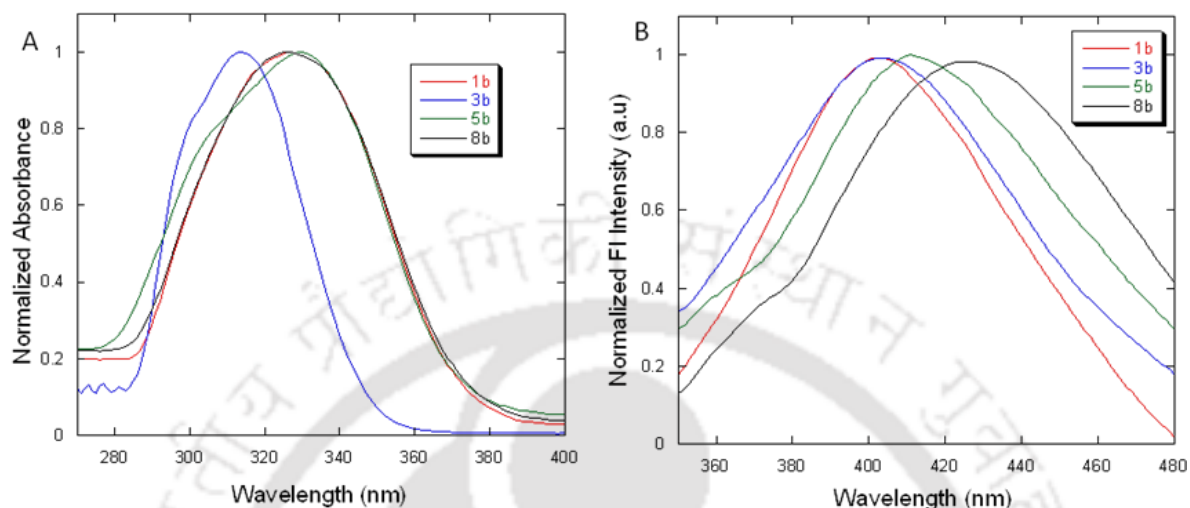 A
1b
3b
5b
8b
Normalized Absorbance
1
0.8
0.6
0.4
0.2
0
280 300 320 340 360 380 400
Wavelength (nm)
B
1b
3b
5b
8b
Normalized FI Intensity (a.u)
1
0.8
0.6
0.4
0.2
0
360 380 400 420 440 460 480
Wavelength (nm)